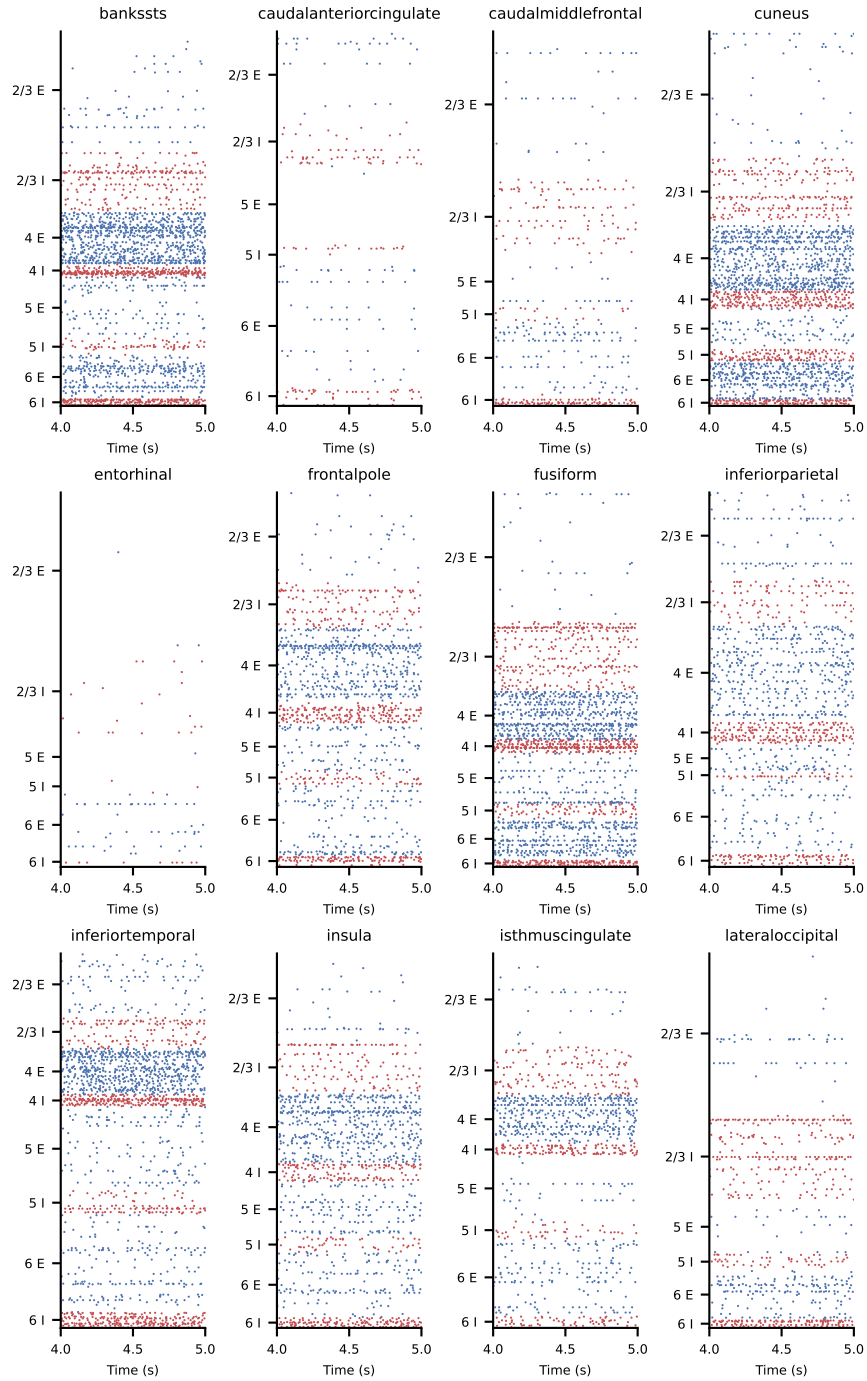 bankssts
2/3 E
2/3 I
4 E
4 I
5 E
5 I
6 E
6 I
4.0 4.5 5.0
Time (s)
caudalanteriorcingulate
2/3 E
2/3 I
5 E
5 I
6 E
6 I
4.0 4.5 5.0
Time (s)
caudalmiddlefrontal
2/3 E
2/3 I
5 E
5 I
6 E
6 I
4.0 4.5 5.0
Time (s)
cuneus
2/3 E
2/3 I
4 E
4 I
5 E
5 I
6 E
6 I
4.0 4.5 5.0
Time (s)
entorhinal
2/3 E
2/3 I
5 E
5 I
6 E
6 I
4.0 4.5 5.0
Time (s)
frontalpole
2/3 E
2/3 I
4 E
4 I
5 E
5 I
6 E
6 I
4.0 4.5 5.0
Time (s)
fusiform
2/3 E
2/3 I
4 E
4 I
5 E
5 I
6 E
6 I
4.0 4.5 5.0
Time (s)
inferiorparietal
2/3 E
2/3 I
4 E
4 I
5 E
5 I
6 E
6 I
4.0 4.5 5.0
Time (s)
inferiortemporal
2/3 E
2/3 I
4 E
4 I
5 E
5 I
6 E
6 I
4.0 4.5 5.0
Time (s)
insula
2/3 E
2/3 I
4 E
4 I
5 E
5 I
6 E
6 I
4.0 4.5 5.0
Time (s)
isthmuscingulate
2/3 E
2/3 I
4 E
4 I
5 E
5 I
6 E
6 I
4.0 4.5 5.0
Time (s)
lateraloccipital
2/3 E
2/3 I
5 E
5 I
6 E
6 I
4.0 4.5 5.0
Time (s)